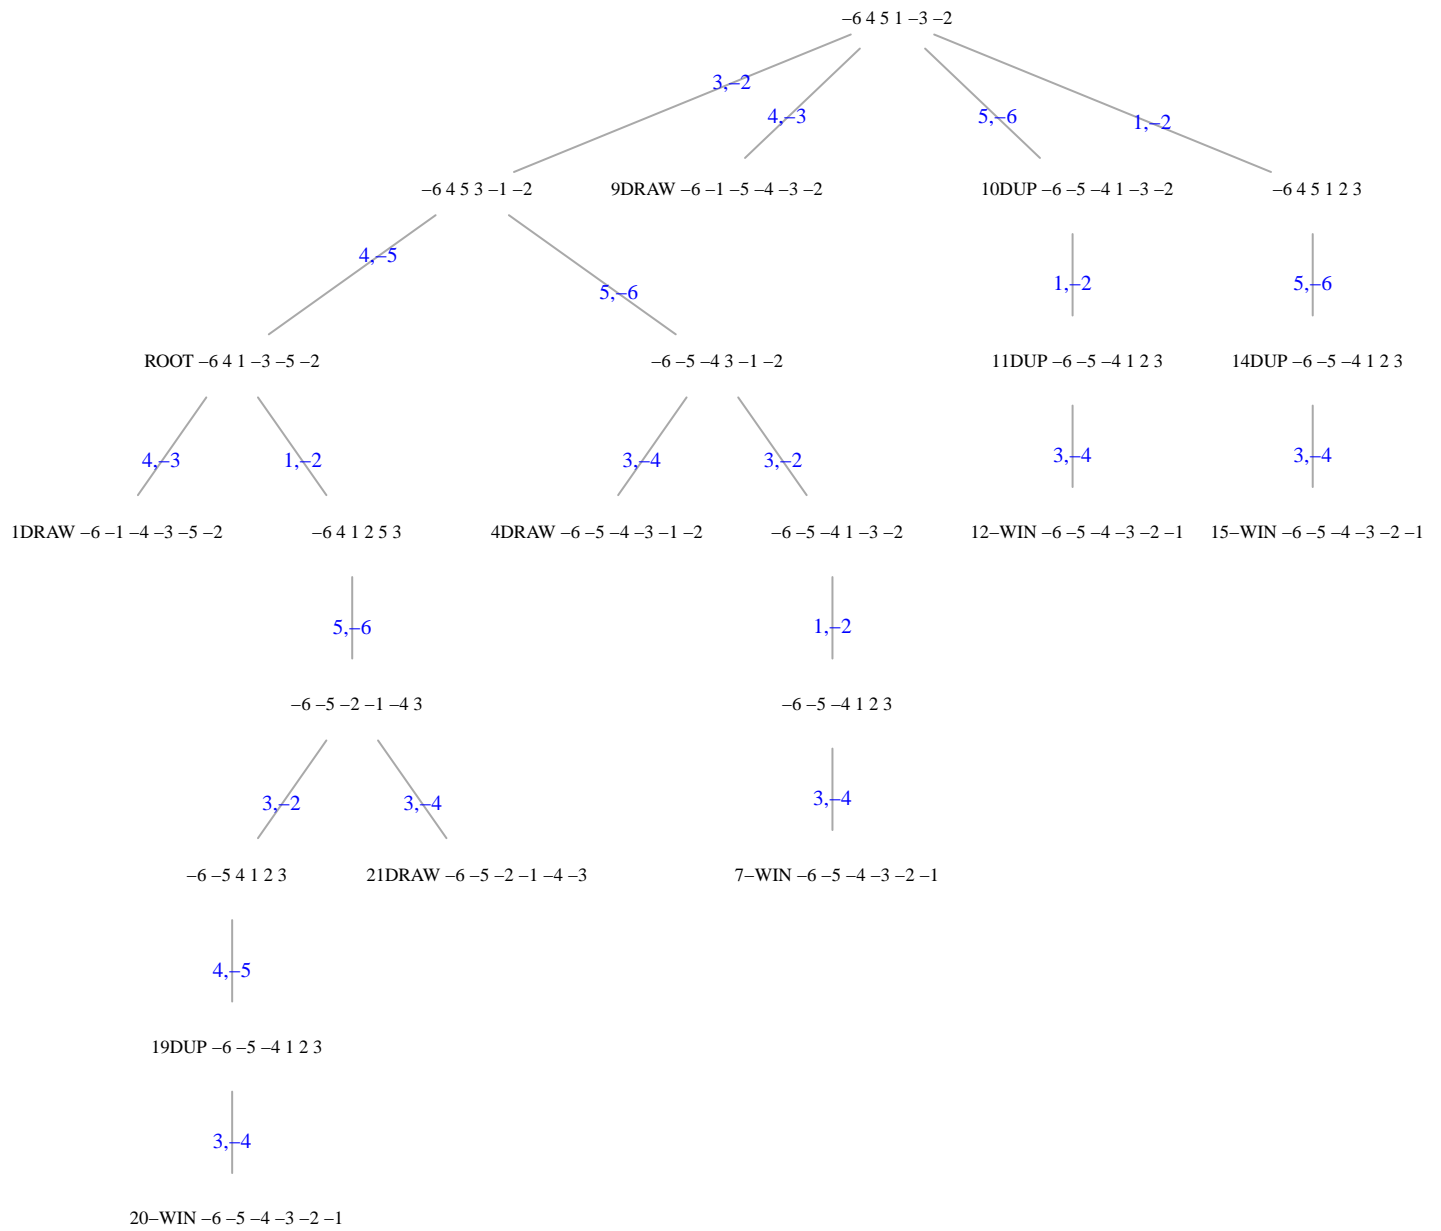 –6 4 5 1 –3 –2
3,–2
4,–3
5,–6
1,–2
–6 4 5 3 –1 –2
9DRAW –6 –1 –5 –4 –3 –2
10DUP –6 –5 –4 1 –3 –2
–6 4 5 1 2 3
4,–5
5,–6
1,–2
5,–6
ROOT –6 4 1 –3 –5 –2
–6 –5 –4 3 –1 –2
11DUP –6 –5 –4 1 2 3
14DUP –6 –5 –4 1 2 3
4,–3
1,–2
3,–4
3,–2
3,–4
3,–4
1DRAW –6 –1 –4 –3 –5 –2
–6 4 1 2 5 3
4DRAW –6 –5 –4 –3 –1 –2
–6 –5 –4 1 –3 –2
12–WIN –6 –5 –4 –3 –2 –1
15–WIN –6 –5 –4 –3 –2 –1
5,–6
1,–2
–6 –5 –2 –1 –4 3
–6 –5 –4 1 2 3
3,–2
3,–4
3,–4
–6 –5 4 1 2 3
21DRAW –6 –5 –2 –1 –4 –3
7–WIN –6 –5 –4 –3 –2 –1
4,–5
19DUP –6 –5 –4 1 2 3
3,–4
20–WIN –6 –5 –4 –3 –2 –1